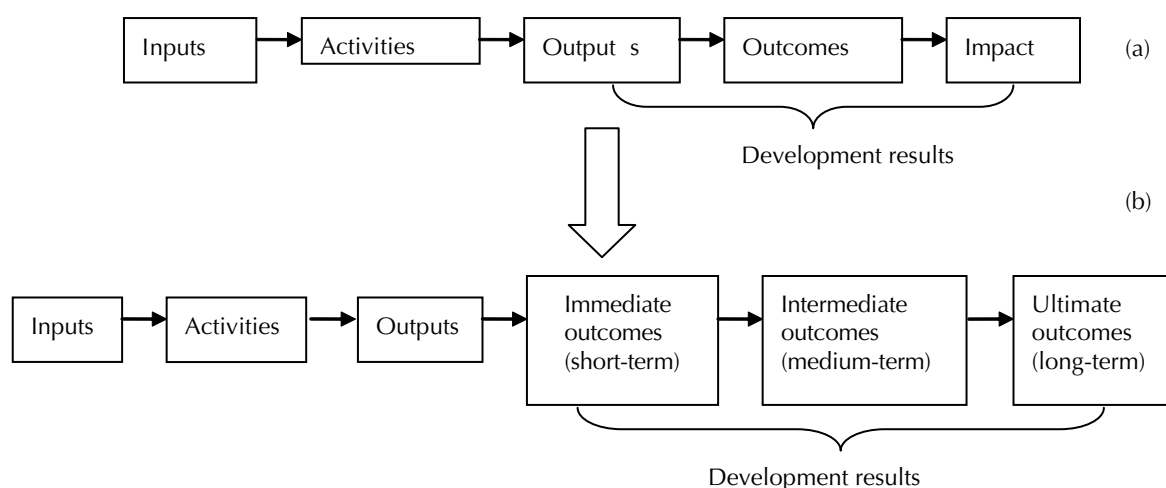 Inputs
Activities
Output s
Outcomes
Impact
(a)
Development results
(b)
Inputs
Activities
Outputs
Immediate
outcomes
(short-term)
Intermediate
outcomes
(medium-term)
Ultimate
outcomes
(long-term)
Development results